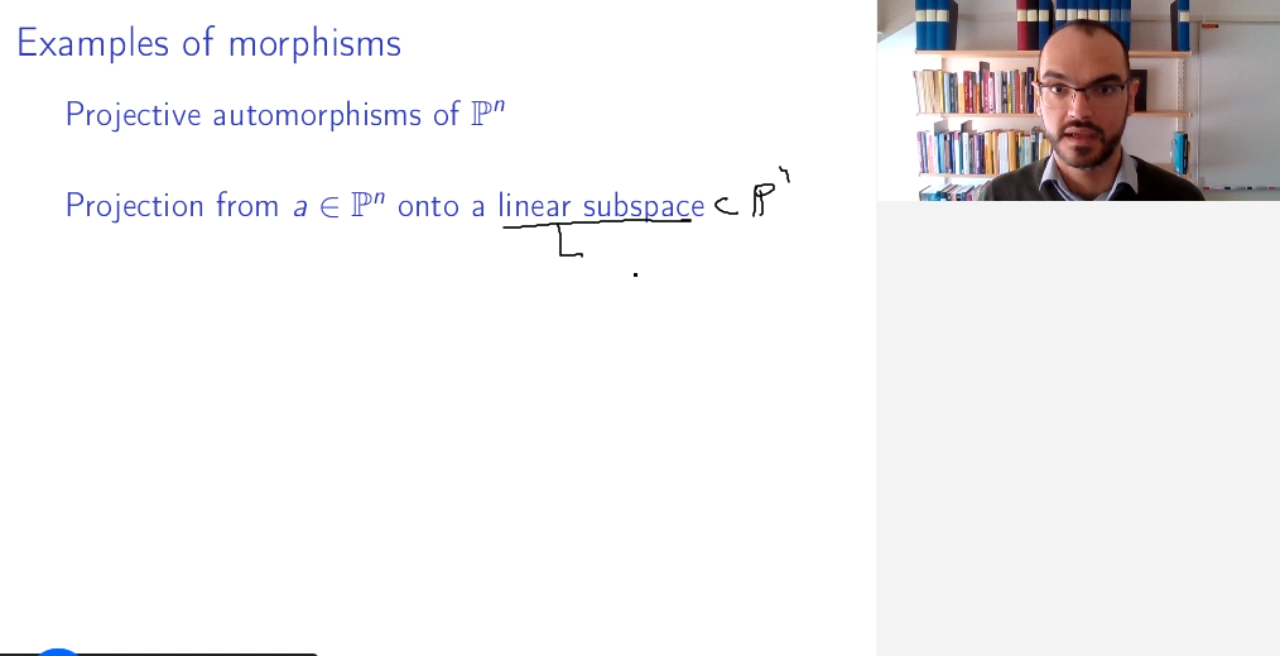 Examples of morphisms
Projective automorphisms of ℙⁿ
Projection from a ∈ ℙⁿ onto a linear subspace ⊂ ℙⁿ
L